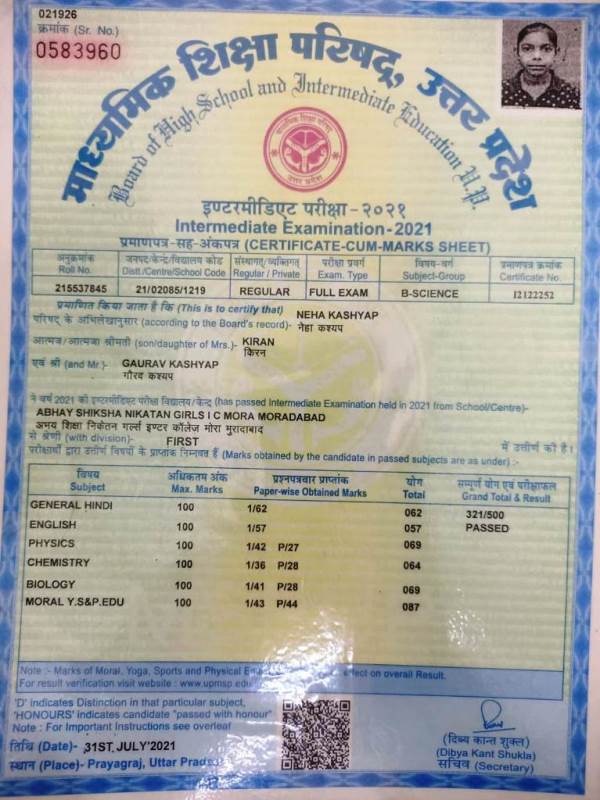 021926
क्रमांक (Sr. No.)
0583960
माध्यमिक शिक्षा परिषद्, उत्तर प्रदेश
Board of High School and Intermediate Education U.P.
माध्यमिक शिक्षा परिषद्
उत्तर प्रदेश
इण्टरमीडिएट परीक्षा-२०२१
Intermediate Examination-2021
प्रमाणपत्र-सह-अंकपत्र (CERTIFICATE-CUM-MARKS SHEET)
अनुक्रमांक जनपद/केन्द्र/विद्यालय कोड संस्थागत/व्यक्तिगत परीक्षा प्रवर्ग विषय-वर्ग प्रमाणपत्र क्रमांक
Roll No. Distt./Centre/School Code Regular / Private Exam. Type Subject-Group Certificate No.
215537845 21/02085/1219 REGULAR FULL EXAM B-SCIENCE 12122252
प्रमाणित किया जाता है कि (This is to certify that) NEHA KASHYAP
परिषद् के अभिलेखानुसार (according to the Board's record)- नेहा कश्यप
आत्मज/आत्मजा श्रीमती (son/daughter of Mrs.)- KIRAN
किरन
एवं श्री (and Mr.)- GAURAV KASHYAP
गौरव कश्यप
ने वर्ष 2021 की इण्टरमीडिएट परीक्षा विद्यालय/केन्द्र (has passed Intermediate Examination held in 2021 from School/Centre)-
ABHAY SHIKSHA NIKATAN GIRLS I C MORA MORADABAD
अभय शिक्षा निकेतन गर्ल्स इण्टर कॉलेज मोरा मुरादाबाद
से श्रेणी (with division)- FIRST में उत्तीर्ण की है।
परीक्षार्थी द्वारा उत्तीर्ण विषयों के प्राप्तांक निम्नवत हैं (Marks obtained by the candidate in passed subjects are as under) :-
विषय अधिकतम अंक प्रश्नपत्रवार प्राप्तांक योग सम्पूर्ण योग एवं परीक्षाफल
Subject Max. Marks Paper-wise Obtained Marks Total Grand Total & Result
GENERAL HINDI 100 1/62 062 321/500
ENGLISH 100 1/57 057 PASSED
PHYSICS 100 1/42 P/27 069
CHEMISTRY 100 1/36 P/28 064
BIOLOGY 100 1/41 P/28 069
MORAL Y.S&P.EDU 100 1/43 P/44 087
Note :- Marks of Moral, Yoga, Sports and Physical effect on overall Result.
For result verification visit website : www.upmsp.edu
'D' indicates Distinction in that particular subject,
'HONOURS' indicates candidate "passed with honour"
Note : For Important Instructions see overleaf
तिथि (Date)- 31ST, JULY'2021
स्थान (Place)- Prayagraj, Uttar Prades
(दिब्य कान्त शुक्ल)
(Dibya Kant Shukla)
सचिव (Secretary)